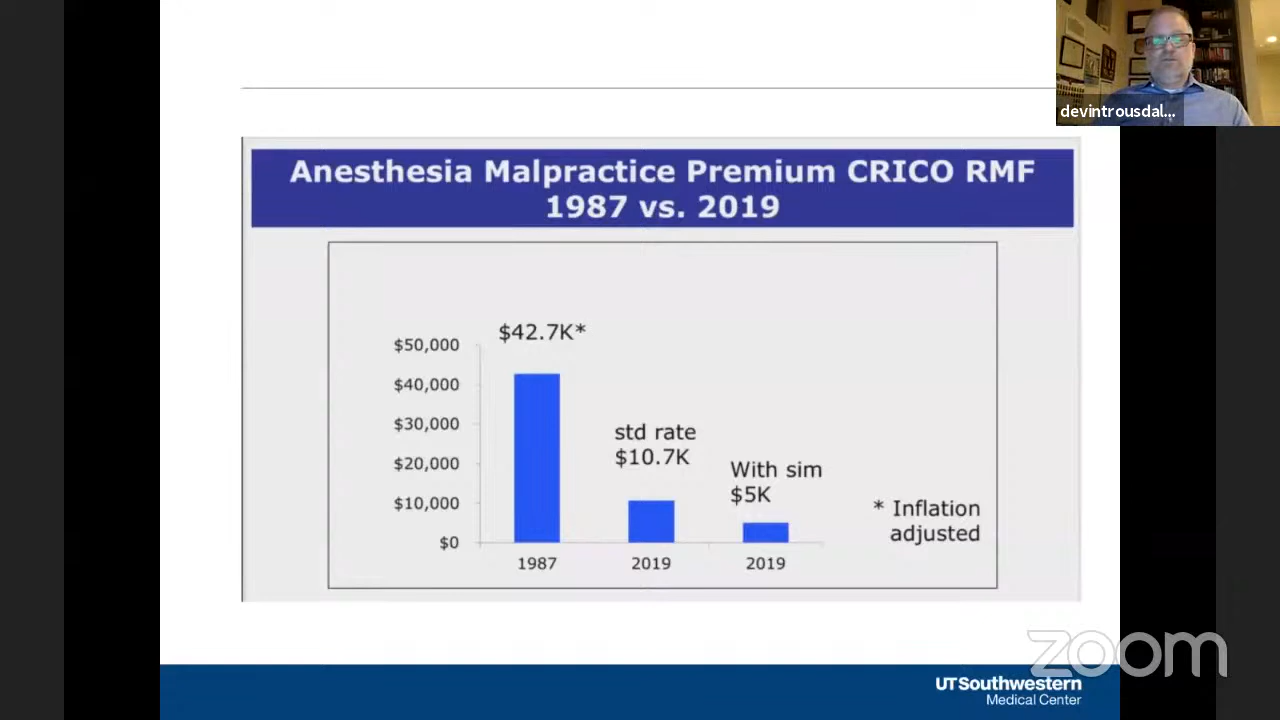 devintrousdal...
Anesthesia Malpractice Premium CRICO RMF
1987 vs. 2019
$42.7K*
$50,000
$40,000
$30,000
$20,000
$10,000
$0
std rate
$10.7K
With sim
$5K
* Inflation
adjusted
1987
2019
2019
zoom
UTSouthwestern
Medical Center